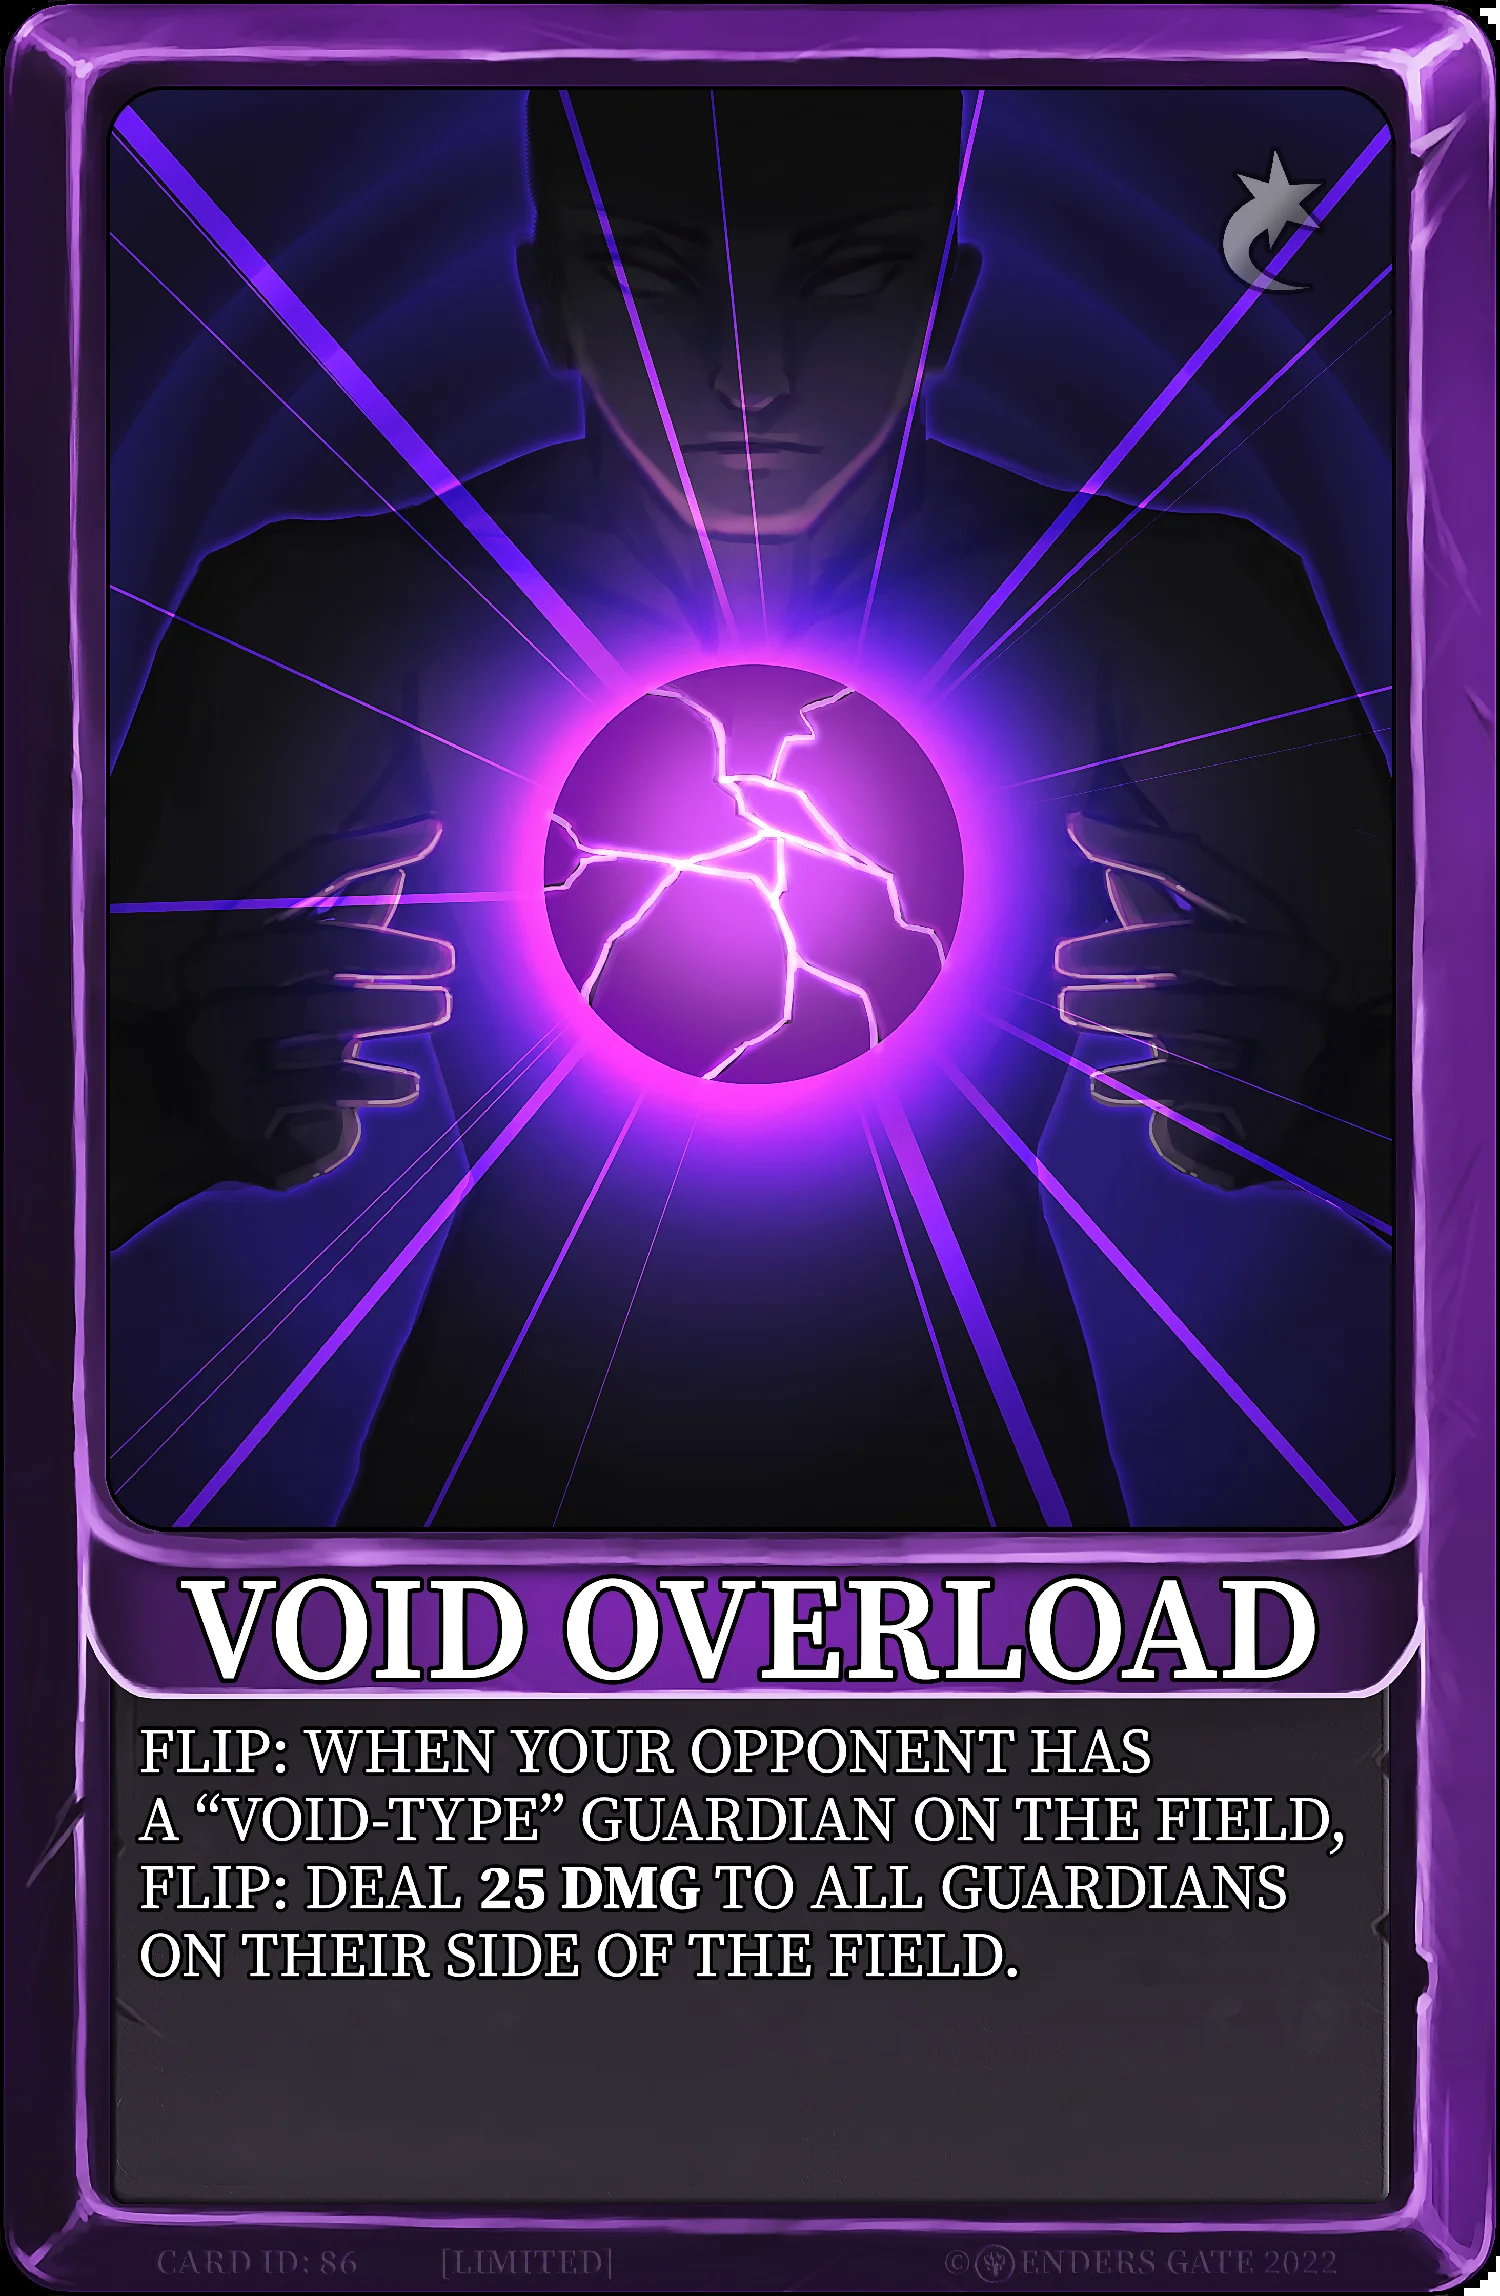 VOID OVERLOAD
FLIP: WHEN YOUR OPPONENT HAS
A “VOID-TYPE” GUARDIAN ON THE FIELD,
FLIP: DEAL 25 DMG TO ALL GUARDIANS
ON THEIR SIDE OF THE FIELD.
CARD ID: 86 [LIMITED] © ENDERS GATE 2022